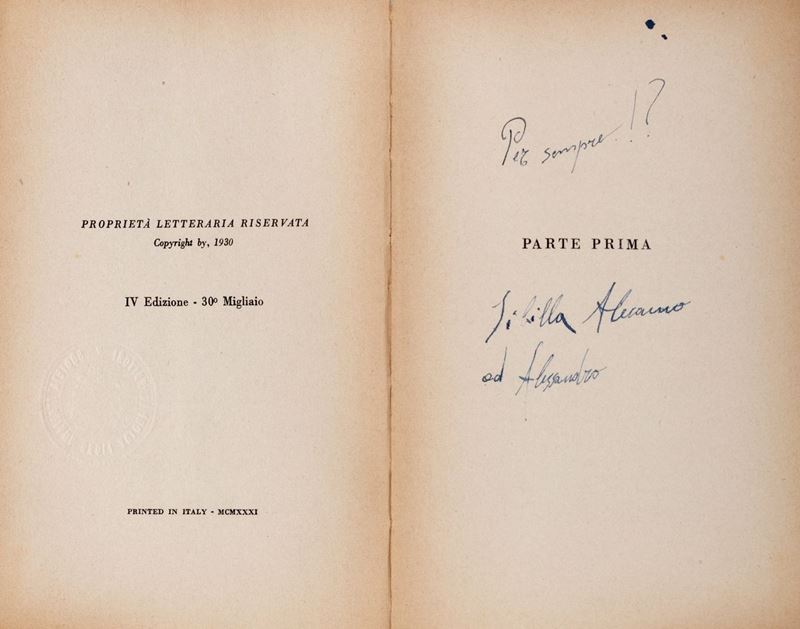 PROPRIETÀ LETTERARIA RISERVATA
Copyright by, 1930
IV Edizione - 30º Migliaio
PRINTED IN ITALY - MCMXXXI
Per sempre!?
PARTE PRIMA
Sibilla Aleramo
ad Alessandro